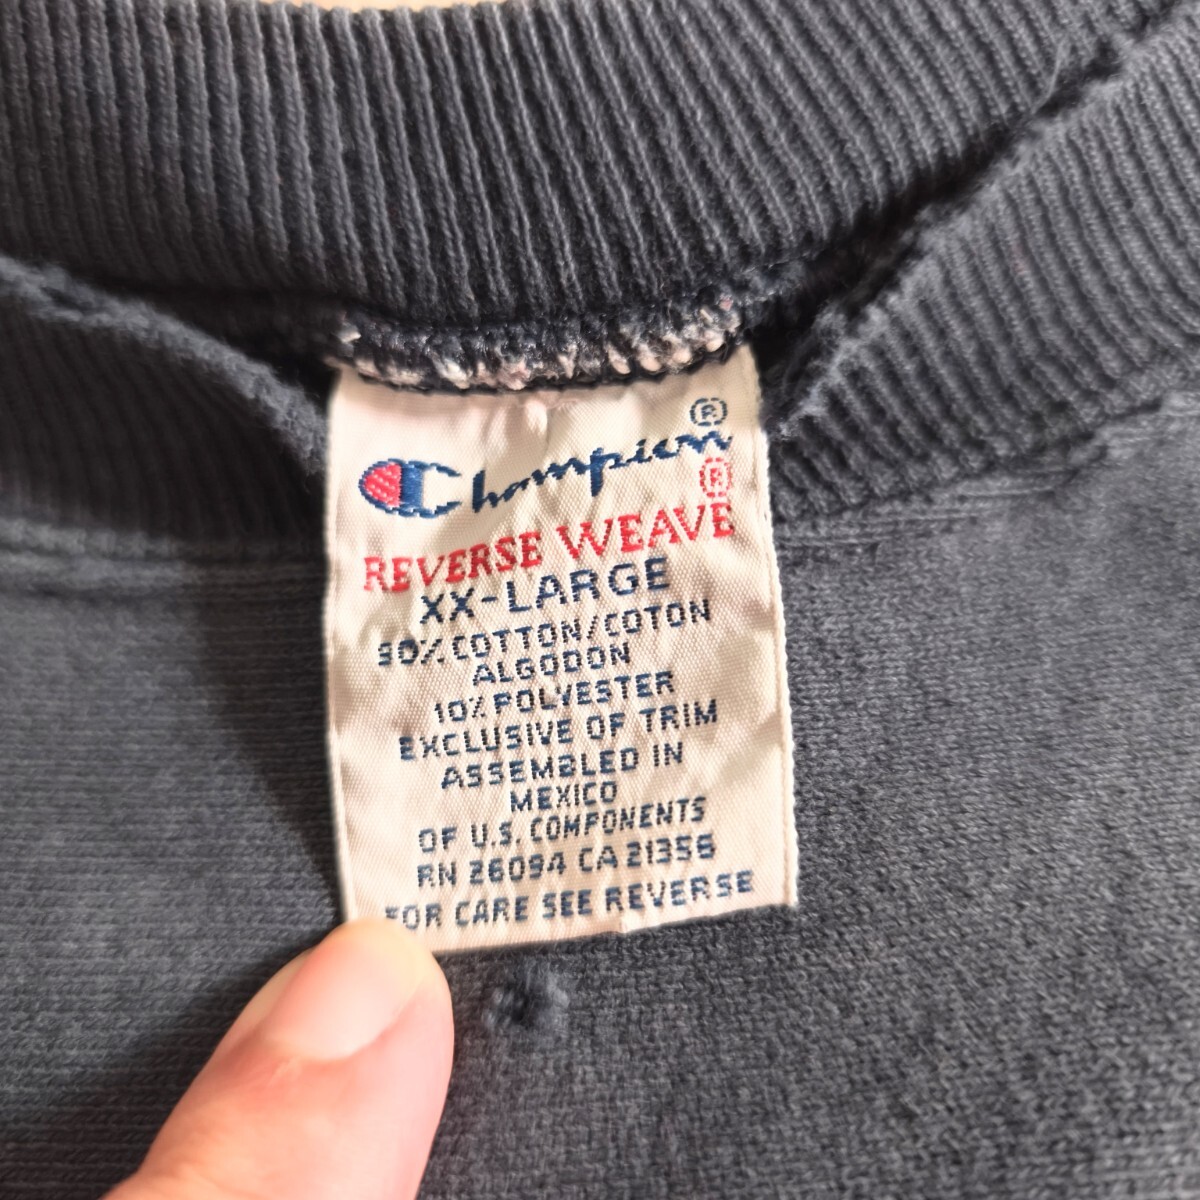 Champion®
REVERSE WEAVE®
XX-LARGE
90% COTTON/COTON
ALGODON
10% POLYESTER
EXCLUSIVE OF TRIM
ASSEMBLED IN
MEXICO
OF U.S. COMPONENTS
RN 26094 CA 21356
FOR CARE SEE REVERSE